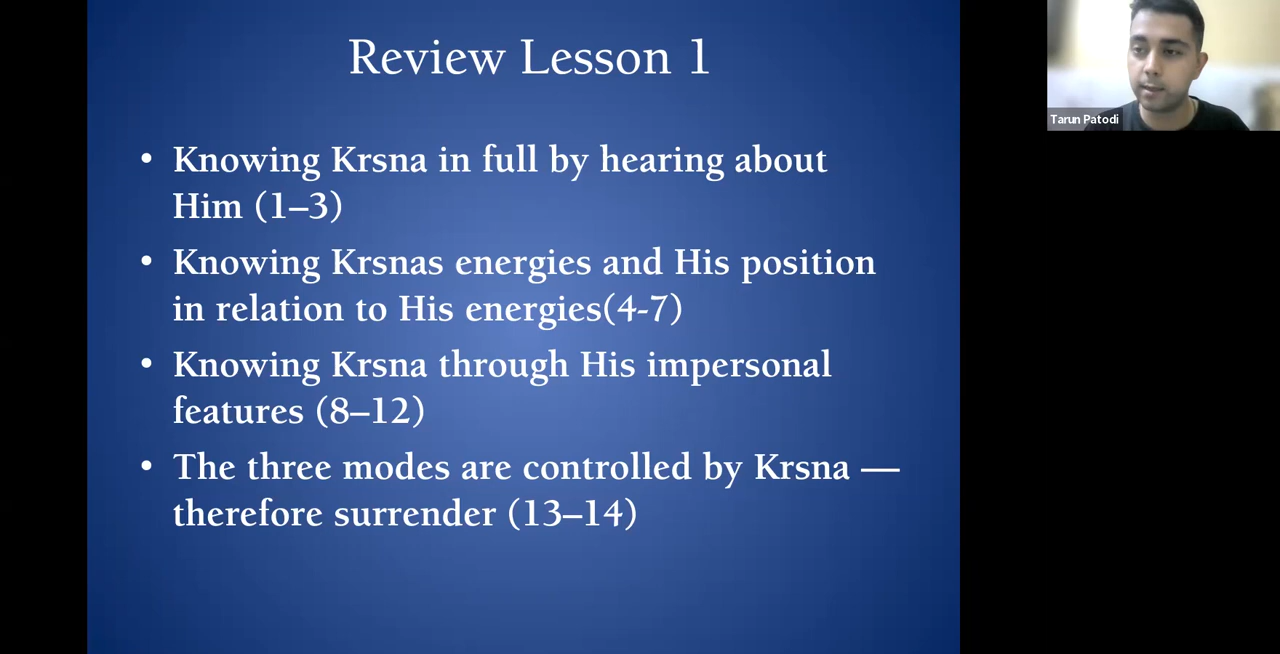 Review Lesson 1
• Knowing Krsna in full by hearing about
Him (1–3)
• Knowing Krsnas energies and His position
in relation to His energies(4-7)
• Knowing Krsna through His impersonal
features (8–12)
• The three modes are controlled by Krsna —
therefore surrender (13–14)
Tarun Patodi